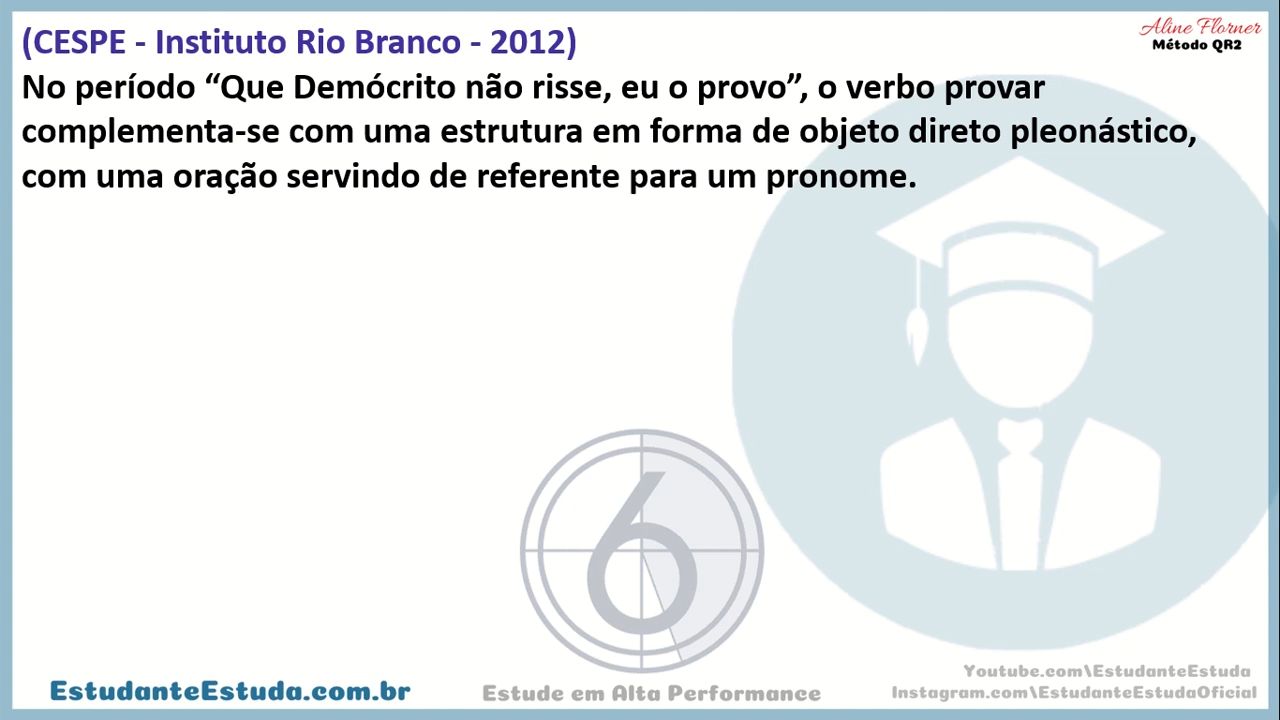 (CESPE - Instituto Rio Branco - 2012)
Aline Florner
Método QR2
No período “Que Demócrito não risse, eu o provo”, o verbo provar
complementa-se com uma estrutura em forma de objeto direto pleonástico,
com uma oração servindo de referente para um pronome.
6
EstudanteEstuda.com.br
Estude em Alta Performance
Youtube.com\EstudanteEstuda
Instagram.com\EstudanteEstudaOficial